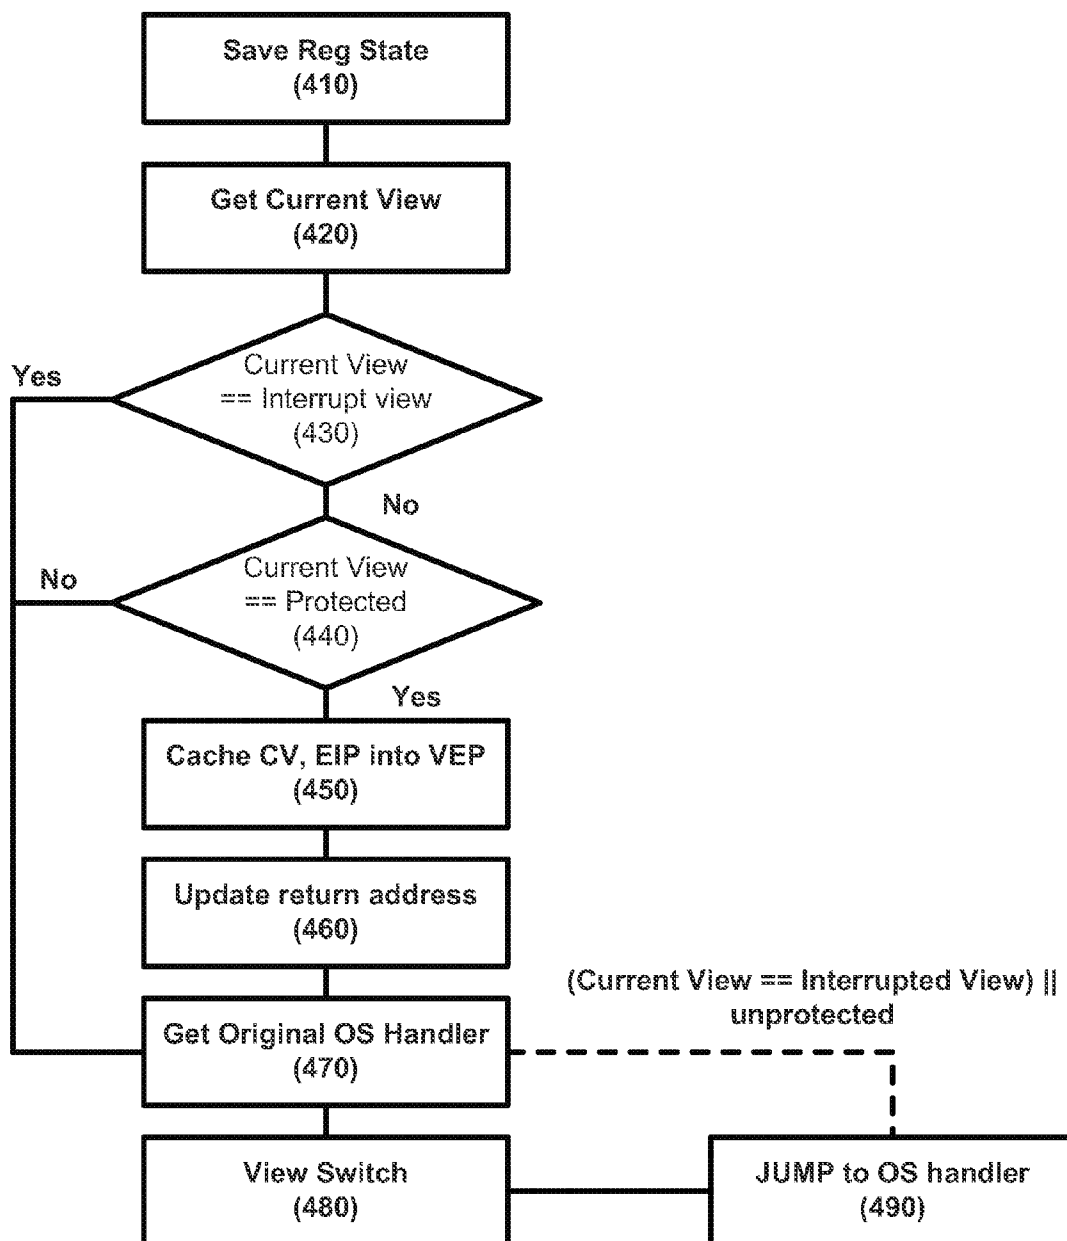 Save Reg State
(410)
Get Current View
(420)
Current View
== Interrupt view
(430)
Yes
No
Current View
== Protected
(440)
No
Yes
Cache CV, EIP into VEP
(450)
Update return address
(460)
(Current View == Interrupted View) ||
unprotected
Get Original OS Handler
(470)
View Switch
(480)
JUMP to OS handler
(490)